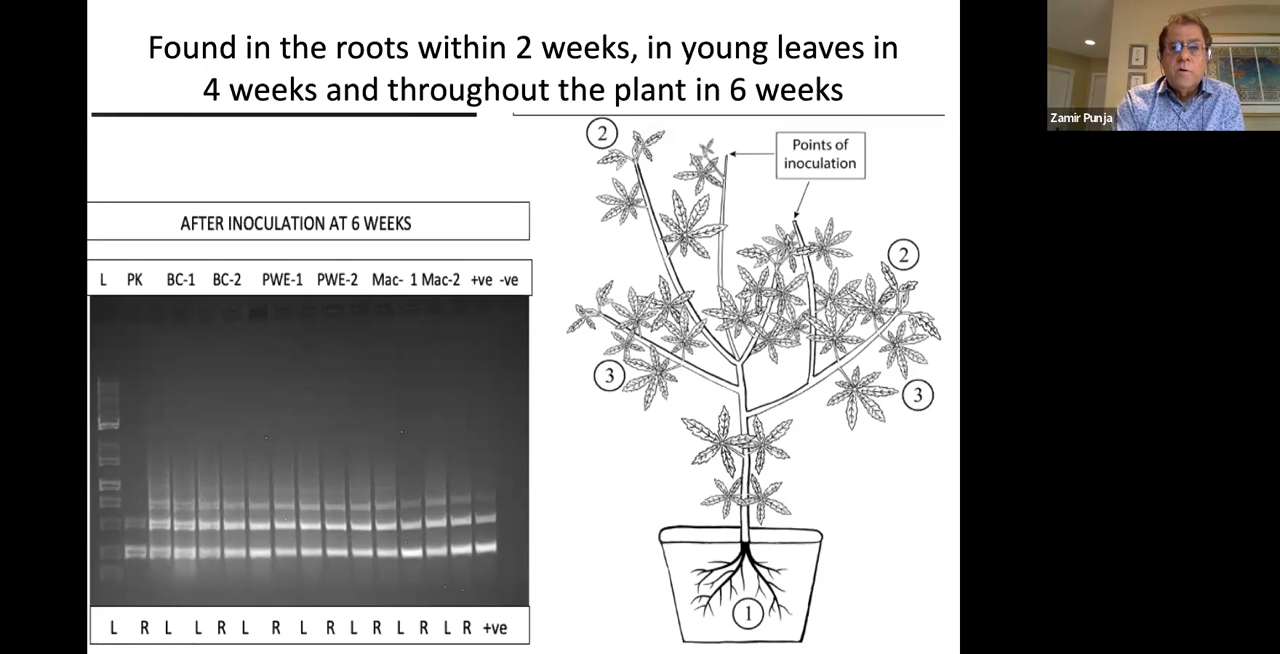 Found in the roots within 2 weeks, in young leaves in
4 weeks and throughout the plant in 6 weeks
Zamir Punja
2
Points of
inoculation
AFTER INOCULATION AT 6 WEEKS
2
L PK BC-1 BC-2 PWE-1 PWE-2 Mac- 1 Mac-2 +ve -ve
3
3
1
L R L L R L R L R L R L R L R +ve